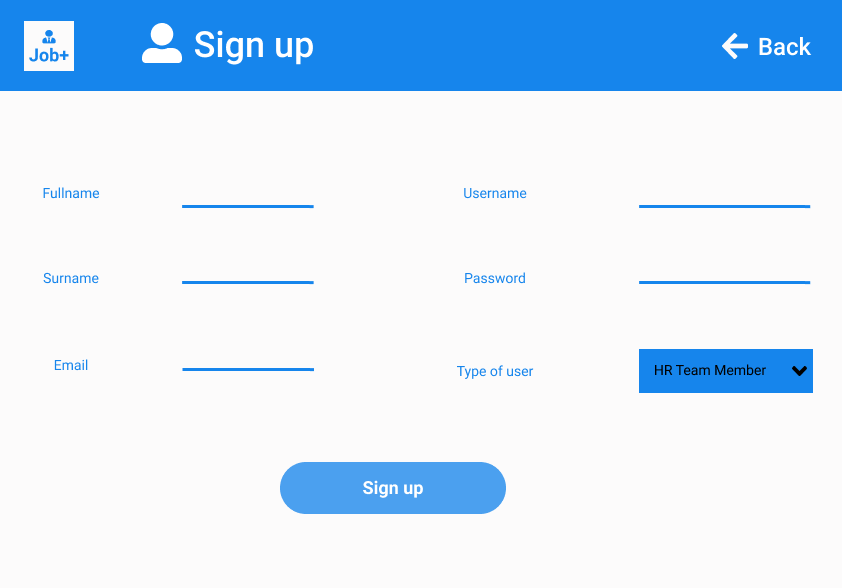 Job+
Sign up
Back
Fullname
Username
Surname
Password
Email
Type of user
HR Team Member
Sign up